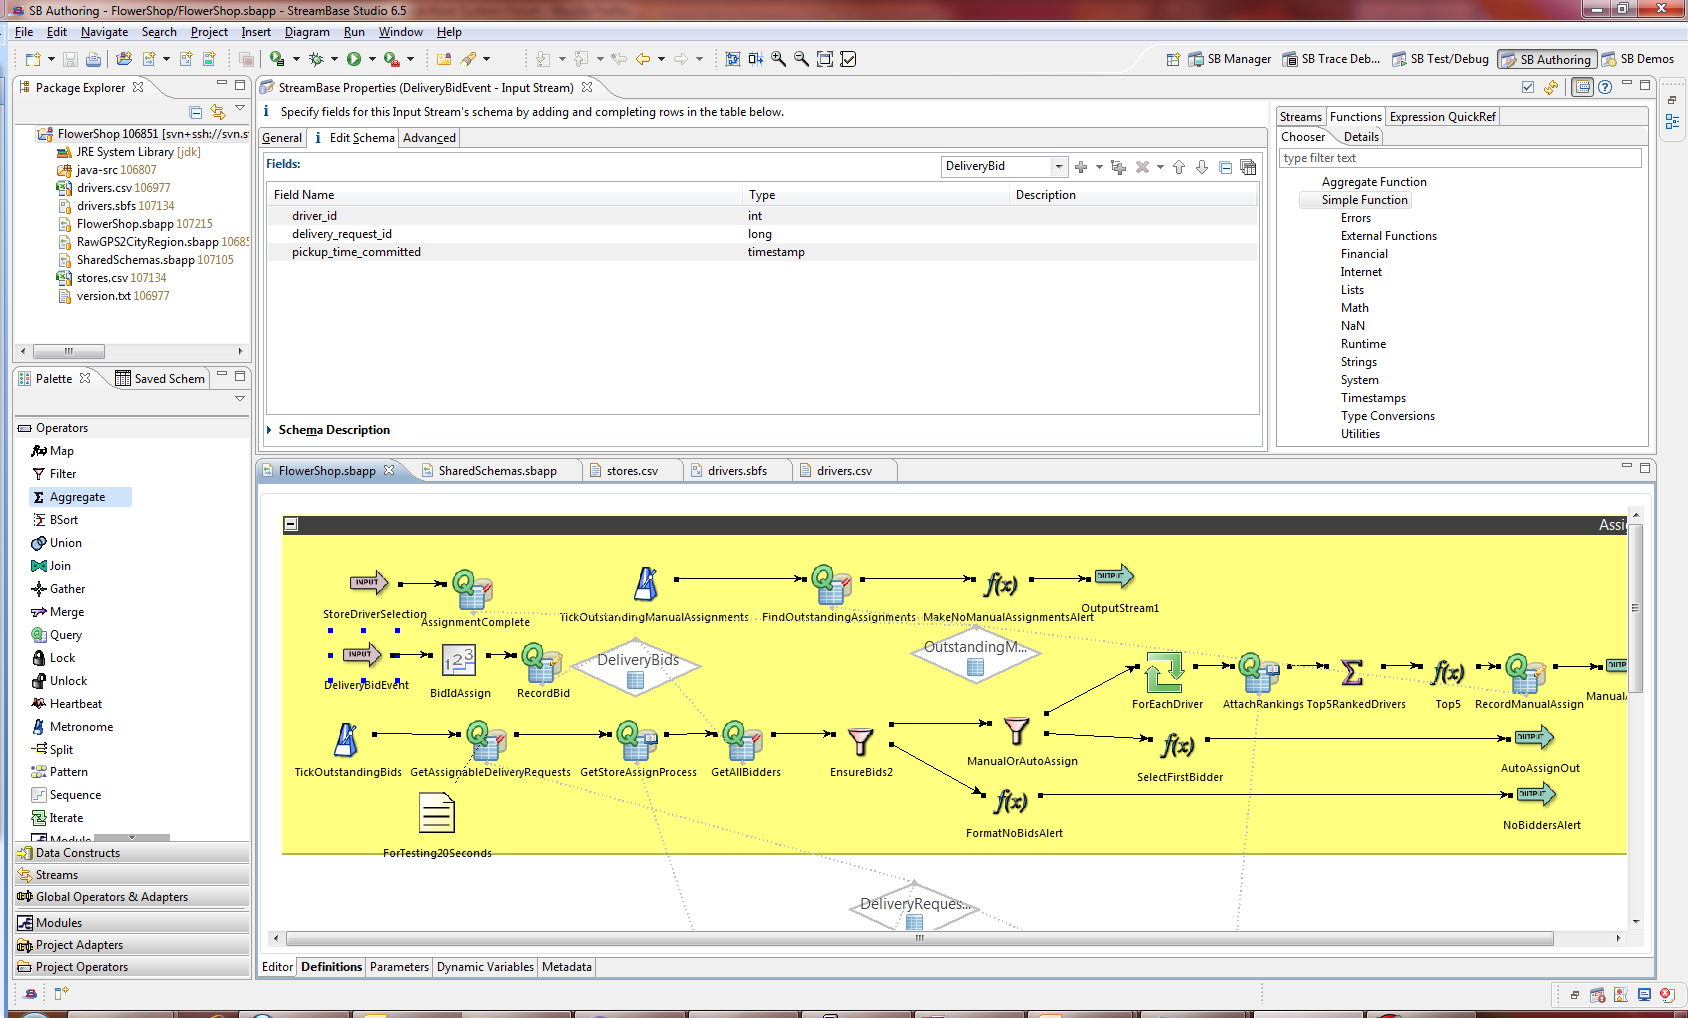 SB Authoring - FlowerShop/FlowerShop.sbapp - StreamBase Studio 6.5
File Edit Navigate Search Project Insert Diagram Run Window Help
SB Manager SB Trace Deb... SB Test/Debug SB Authoring SB Demos
Package Explorer
FlowerShop 106851 [svn+ssh://svn.s
JRE System Library [jdk]
java-src 106807
drivers.csv 106977
drivers.sbfs 107134
FlowerShop.sbapp 107215
RawGPS2CityRegion.sbapp 10685
SharedSchemas.sbapp 107105
stores.csv 107134
version.txt 106977
Palette Saved Schem
Operators
Map
Filter
Aggregate
BSort
Union
Join
Gather
Merge
Query
Lock
Unlock
Heartbeat
Metronome
Split
Pattern
Sequence
Iterate
Module
Data Constructs
Streams
Global Operators & Adapters
Modules
Project Adapters
Project Operators
StreamBase Properties (DeliveryBidEvent - Input Stream)
Specify fields for this Input Stream's schema by adding and completing rows in the table below.
General Edit Schema Advanced
Fields: DeliveryBid
Field Name Type Description
driver_id int
delivery_request_id long
pickup_time_committed timestamp
Schema Description
Streams Functions Expression QuickRef
Chooser Details
type filter text
Aggregate Function
Simple Function
Errors
External Functions
Financial
Internet
Lists
Math
NaN
Runtime
Strings
System
Timestamps
Type Conversions
Utilities
FlowerShop.sbapp SharedSchemas.sbapp stores.csv drivers.sbfs drivers.csv
Assi
INPUT f(x) OUTPUT
StoreDriverSelection AssignmentComplete TickOutstandingManualAssignments FindOutstandingAssignments MakeNoManualAssignmentsAlert OutputStream1
INPUT 123 DeliveryBids OutstandingM... f(x)
DeliveryBidEvent BidIdAssign RecordBid ForEachDriver AttachRankings Top5RankedDrivers Top5 RecordManualAssign ManualA
f(x) OUTPUT
TickOutstandingBids GetAssignableDeliveryRequests GetStoreAssignProcess GetAllBidders EnsureBids2 ManualOrAutoAssign SelectFirstBidder AutoAssignOut
f(x) OUTPUT
ForTesting20Seconds FormatNoBidsAlert NoBiddersAlert
DeliveryReques...
Editor Definitions Parameters Dynamic Variables Metadata